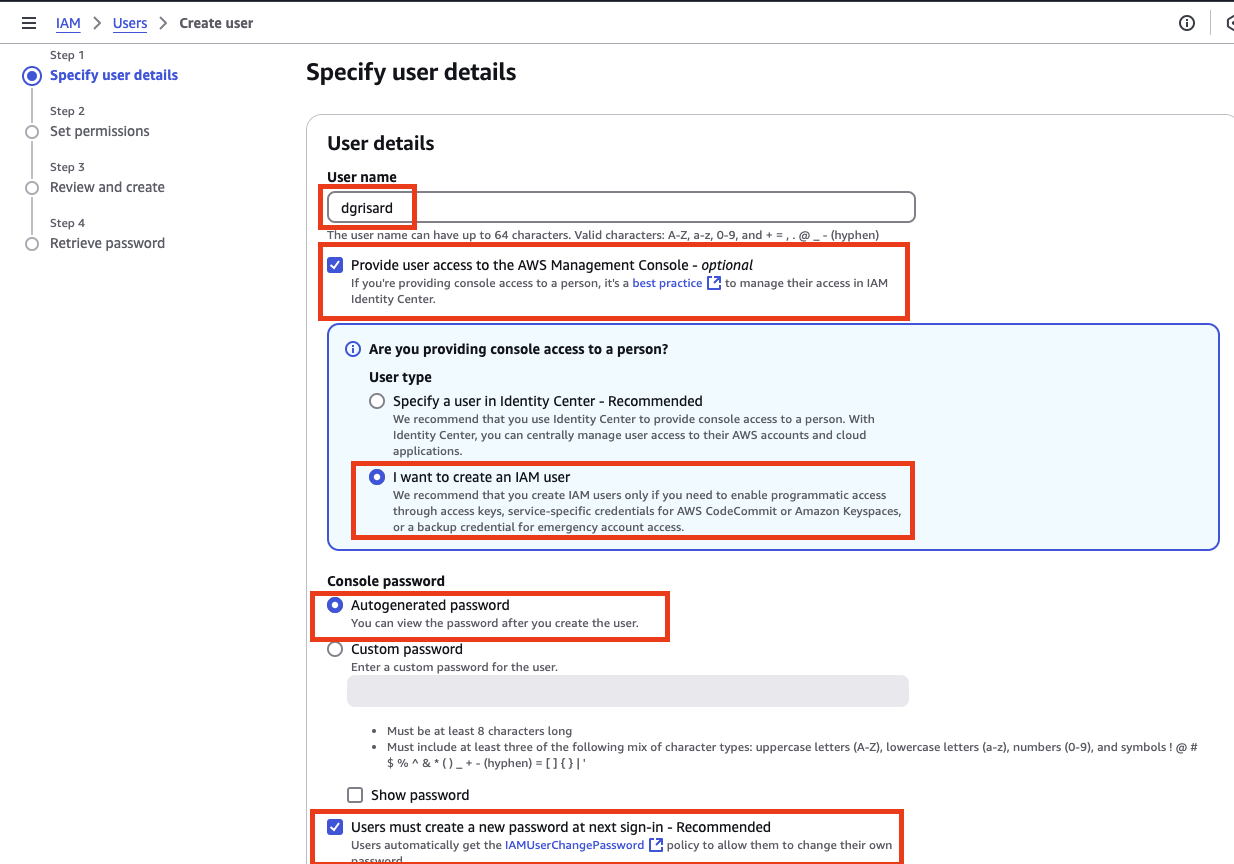 IAM > Users > Create user
Step 1
Specify user details
Step 2
Set permissions
Step 3
Review and create
Step 4
Retrieve password
Specify user details
User details
User name
dgrisard
The user name can have up to 64 characters. Valid characters: A-Z, a-z, 0-9, and + = , . @ _ - (hyphen)
Provide user access to the AWS Management Console - optional
If you're providing console access to a person, it's a best practice to manage their access in IAM
Identity Center.
Are you providing console access to a person?
User type
Specify a user in Identity Center - Recommended
We recommend that you use Identity Center to provide console access to a person. With
Identity Center, you can centrally manage user access to their AWS accounts and cloud
applications.
I want to create an IAM user
We recommend that you create IAM users only if you need to enable programmatic access
through access keys, service-specific credentials for AWS CodeCommit or Amazon Keyspaces,
or a backup credential for emergency account access.
Console password
Autogenerated password
You can view the password after you create the user.
Custom password
Enter a custom password for the user.
• Must be at least 8 characters long
• Must include at least three of the following mix of character types: uppercase letters (A-Z), lowercase letters (a-z), numbers (0-9), and symbols ! @ #
$ % ^ & * ( ) _ + - (hyphen) = [ ] { } | '
Show password
Users must create a new password at next sign-in - Recommended
Users automatically get the IAMUserChangePassword policy to allow them to change their own
password.